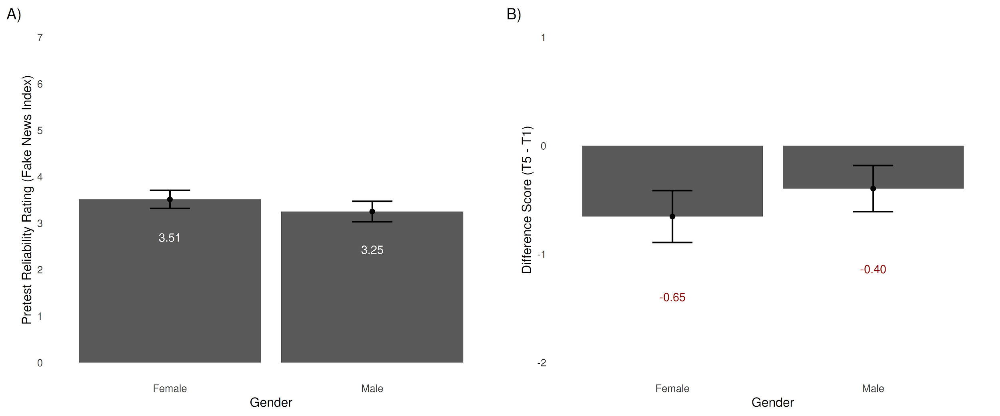 A)
Pretest Reliability Rating (Fake News Index)
7
6
5
4
3
2
1
0
3.51
3.25
Female
Male
Gender
B)
Difference Score (T5 - T1)
1
0
-1
-2
-0.65
-0.40
Female
Male
Gender